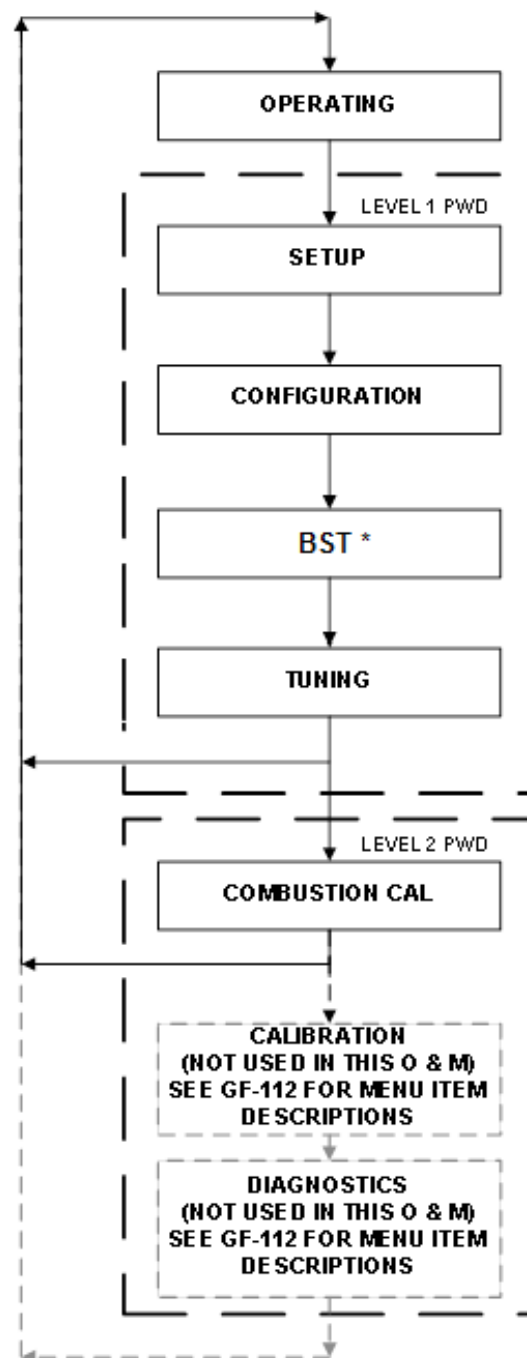 OPERATING
LEVEL 1 PWD
SETUP
CONFIGURATION
BST *
TUNING
LEVEL 2 PWD
COMBUSTION CAL
CALIBRATION
(NOT USED IN THIS O & M)
SEE GF-112 FOR MENU ITEM
DESCRIPTIONS
DIAGNOSTICS
(NOT USED IN THIS O & M)
SEE GF-112 FOR MENU ITEM
DESCRIPTIONS